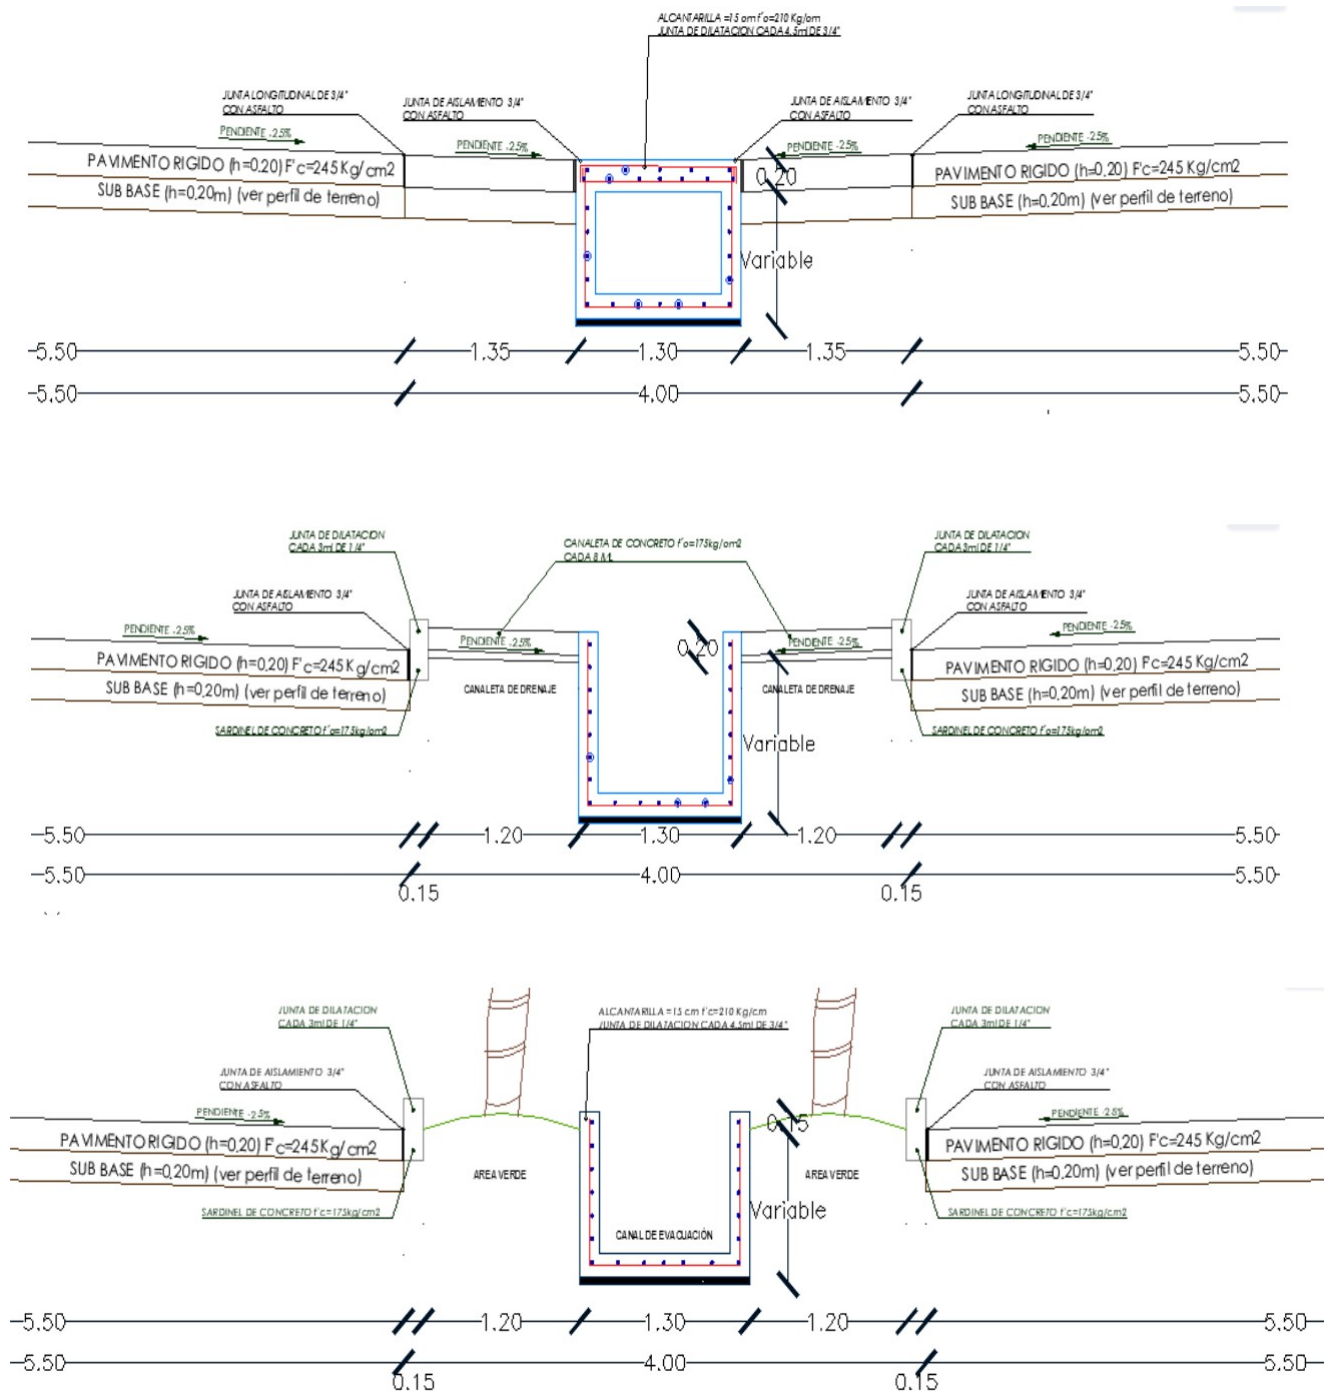 ALCANTARILLA =15 cm f'c=210 Kg/cm
JUNTA DE DILATACION CADA 4.5ml DE 3/4"
JUNTA LONGITUDINAL DE 3/4"
CON ASFALTO
JUNTA DE AISLAMIENTO 3/4"
CON ASFALTO
JUNTA DE AISLAMIENTO 3/4"
CON ASFALTO
JUNTA LONGITUDINAL DE 3/4"
CON ASFALTO
PENDIENTE -2.5%
PENDIENTE -2.5%
PENDIENTE -2.5%
PENDIENTE -2.5%
PAVIMENTO RIGIDO (h=0,20) F'c=245 Kg/cm2
SUB BASE (h=0,20m) (ver perfil de terreno)
0.20
PAVIMENTO RIGIDO (h=0,20) F'c=245 Kg/cm2
SUB BASE (h=0,20m) (ver perfil de terreno)
Variable
5.50 1.35 1.30 1.35 5.50
5.50 4.00 5.50
JUNTA DE DILATACION
CADA 3ml DE 1/4"
CANALETA DE CONCRETO f'c=175kg/cm2
CADA 8 ML
JUNTA DE DILATACION
CADA 3ml DE 1/4"
JUNTA DE AISLAMIENTO 3/4"
CON ASFALTO
JUNTA DE AISLAMIENTO 3/4"
CON ASFALTO
PENDIENTE -2.5%
PENDIENTE -2.5%
PENDIENTE -2.5%
PENDIENTE -2.5%
0.20
PAVIMENTO RIGIDO (h=0,20) F'c=245 Kg/cm2
SUB BASE (h=0,20m) (ver perfil de terreno)
CANALETA DE DRENAJE
CANALETA DE DRENAJE
PAVIMENTO RIGIDO (h=0,20) F'c=245 Kg/cm2
SUB BASE (h=0,20m) (ver perfil de terreno)
SARDINEL DE CONCRETO f'c=175kg/cm2
SARDINEL DE CONCRETO f'c=175kg/cm2
Variable
5.50 1.20 1.30 1.20 5.50
5.50 4.00 5.50
0.15 0.15
JUNTA DE DILATACION
CADA 3ml DE 1/4"
ALCANTARILLA =15 cm f'c=210 Kg/cm
JUNTA DE DILATACION CADA 4.5ml DE 3/4"
JUNTA DE DILATACION
CADA 3ml DE 1/4"
JUNTA DE AISLAMIENTO 3/4"
CON ASFALTO
JUNTA DE AISLAMIENTO 3/4"
CON ASFALTO
PENDIENTE -2.5%
PENDIENTE -2.5%
0.15
PAVIMENTO RIGIDO (h=0,20) F'c=245 Kg/cm2
SUB BASE (h=0,20m) (ver perfil de terreno)
AREA VERDE
AREA VERDE
PAVIMENTO RIGIDO (h=0,20) F'c=245 Kg/cm2
SUB BASE (h=0,20m) (ver perfil de terreno)
SARDINEL DE CONCRETO f'c=175kg/cm2
SARDINEL DE CONCRETO f'c=175kg/cm2
Variable
CANAL DE EVACUACIÓN
5.50 1.20 1.30 1.20 5.50
5.50 4.00 5.50
0.15 0.15